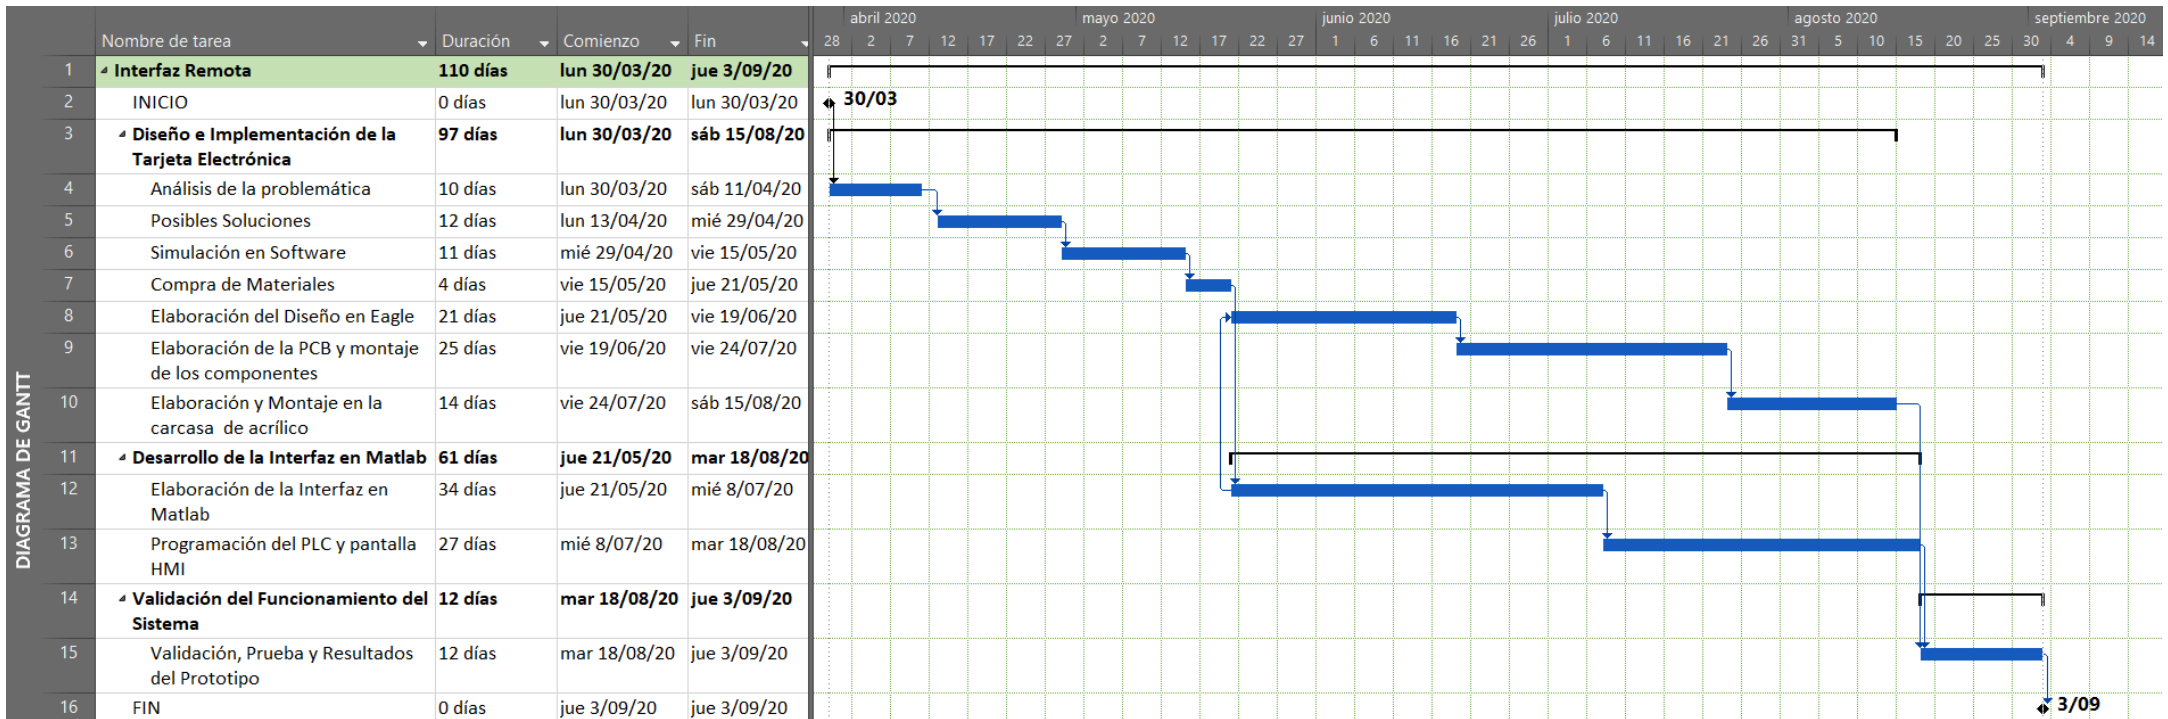 abril 2020 mayo 2020 junio 2020 julio 2020 agosto 2020 septiembre 2020
Nombre de tarea Duración Comienzo Fin 28 2 7 12 17 22 27 2 7 12 17 22 27 1 6 11 16 21 26 1 6 11 16 21 26 31 5 10 15 20 25 30 4 9 14
1 Interfaz Remota 110 días lun 30/03/20 jue 3/09/20
2 INICIO 0 días lun 30/03/20 lun 30/03/20 30/03
3 Diseño e Implementación de la 97 días lun 30/03/20 sáb 15/08/20
Tarjeta Electrónica
4 Análisis de la problemática 10 días lun 30/03/20 sáb 11/04/20
5 Posibles Soluciones 12 días lun 13/04/20 mié 29/04/20
6 Simulación en Software 11 días mié 29/04/20 vie 15/05/20
7 Compra de Materiales 4 días vie 15/05/20 jue 21/05/20
8 Elaboración del Diseño en Eagle 21 días jue 21/05/20 vie 19/06/20
9 Elaboración de la PCB y montaje 25 días vie 19/06/20 vie 24/07/20
de los componentes
10 Elaboración y Montaje en la 14 días vie 24/07/20 sáb 15/08/20
carcasa de acrílico
11 Desarrollo de la Interfaz en Matlab 61 días jue 21/05/20 mar 18/08/20
12 Elaboración de la Interfaz en 34 días jue 21/05/20 mié 8/07/20
Matlab
13 Programación del PLC y pantalla 27 días mié 8/07/20 mar 18/08/20
HMI
14 Validación del Funcionamiento del 12 días mar 18/08/20 jue 3/09/20
Sistema
15 Validación, Prueba y Resultados 12 días mar 18/08/20 jue 3/09/20
del Prototipo
16 FIN 0 días jue 3/09/20 jue 3/09/20 3/09
DIAGRAMA DE GANTT